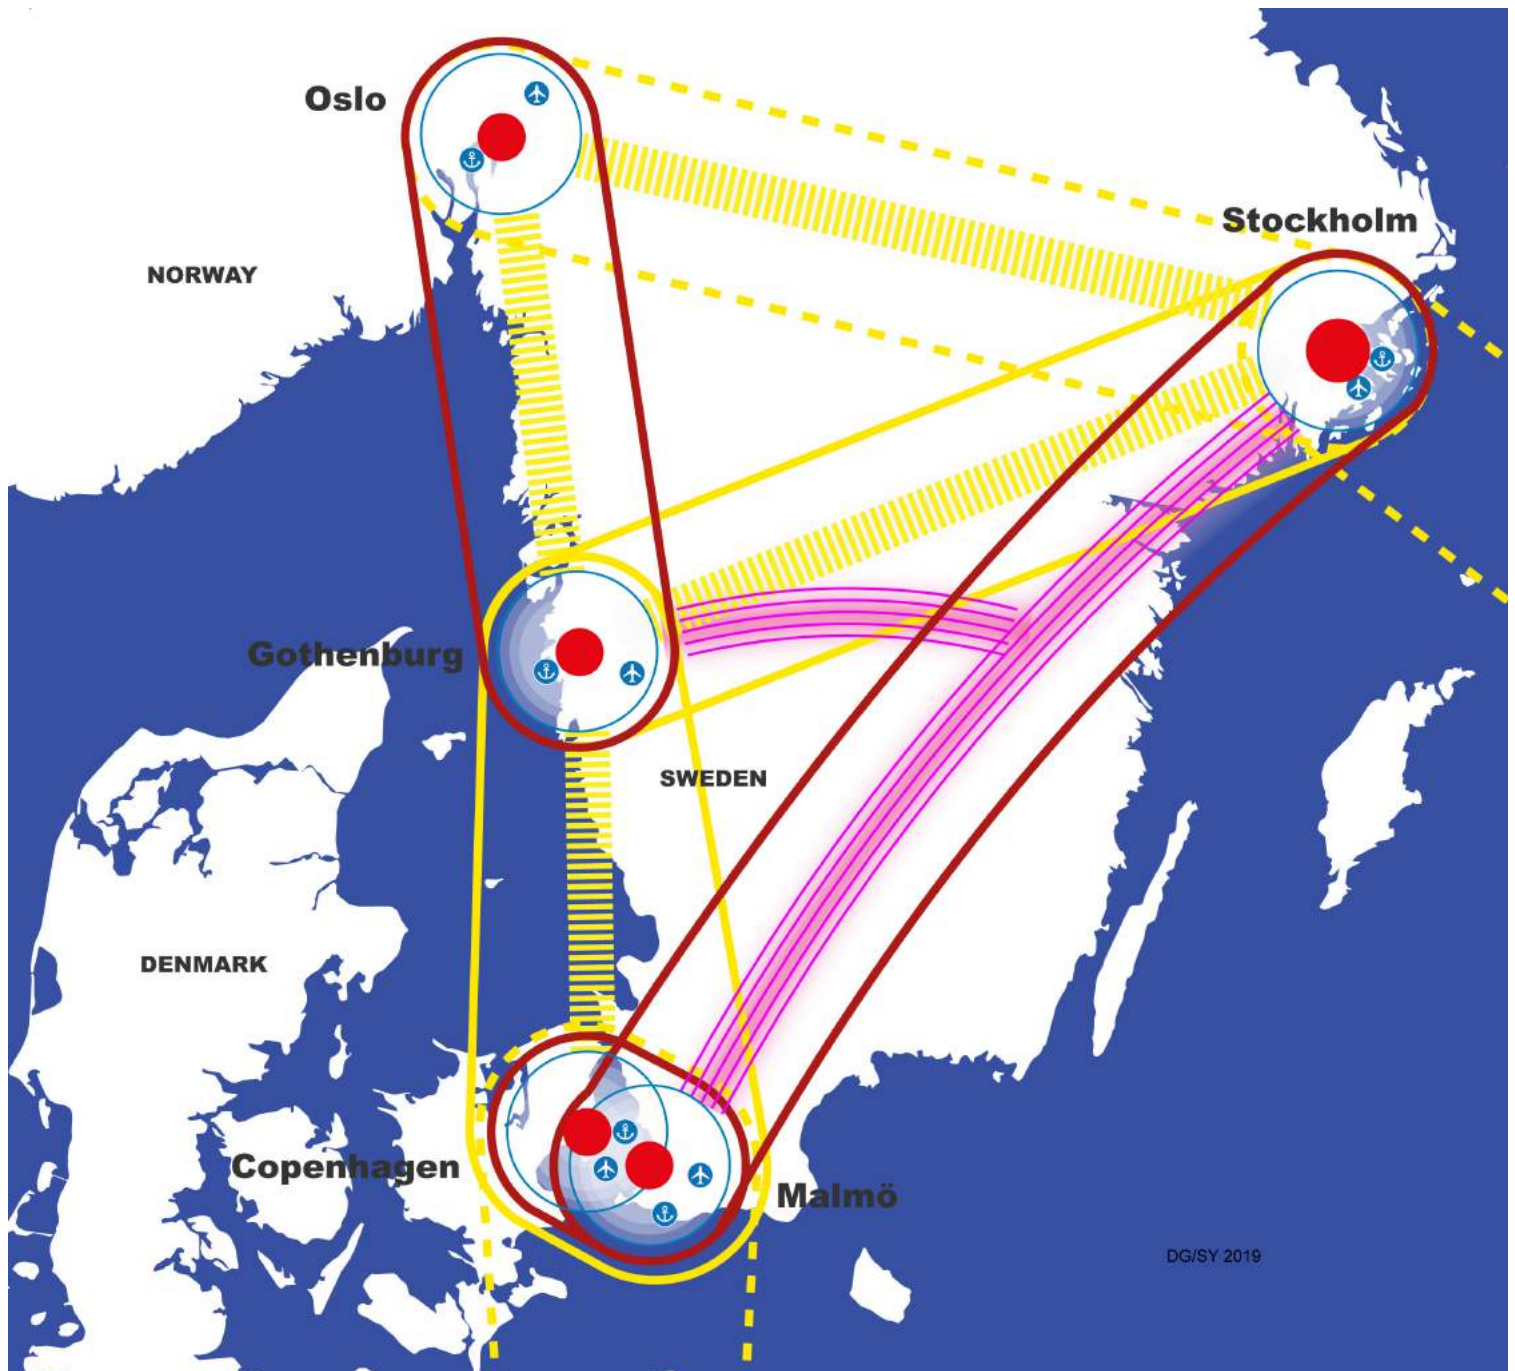 Oslo
Stockholm
NORWAY
Gothenburg
SWEDEN
DENMARK
Copenhagen
Malmö
DG/SY 2019